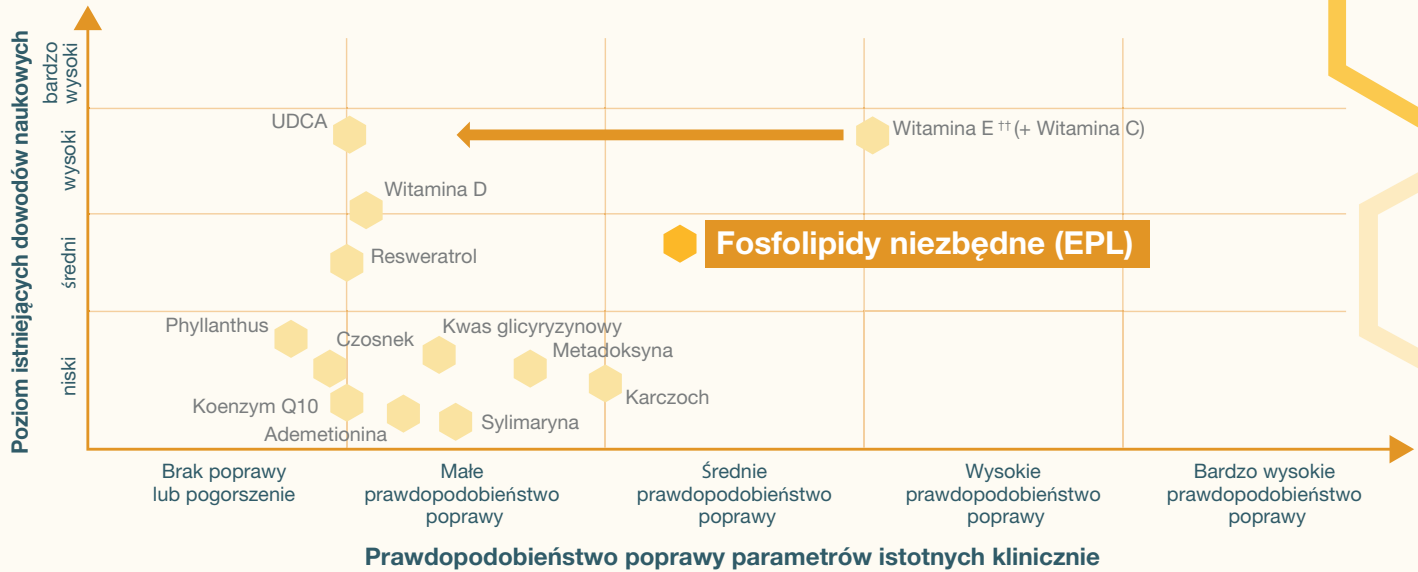 Poziom istniejących dowodów naukowych
bardzo
wysoki
wysoki
średni
niski
UDCA
Witamina E †† (+ Witamina C)
Witamina D
Fosfolipidy niezbędne (EPL)
Resweratrol
Phyllanthus
Czosnek
Kwas glicyryzynowy
Metadoksyna
Karczoch
Koenzym Q10
Ademetionina
Sylimaryna
Brak poprawy
lub pogorszenie
Małe
prawdopodobieństwo
poprawy
Średnie
prawdopodobieństwo
poprawy
Wysokie
prawdopodobieństwo
poprawy
Bardzo wysokie
prawdopodobieństwo
poprawy
Prawdopodobieństwo poprawy parametrów istotnych klinicznie